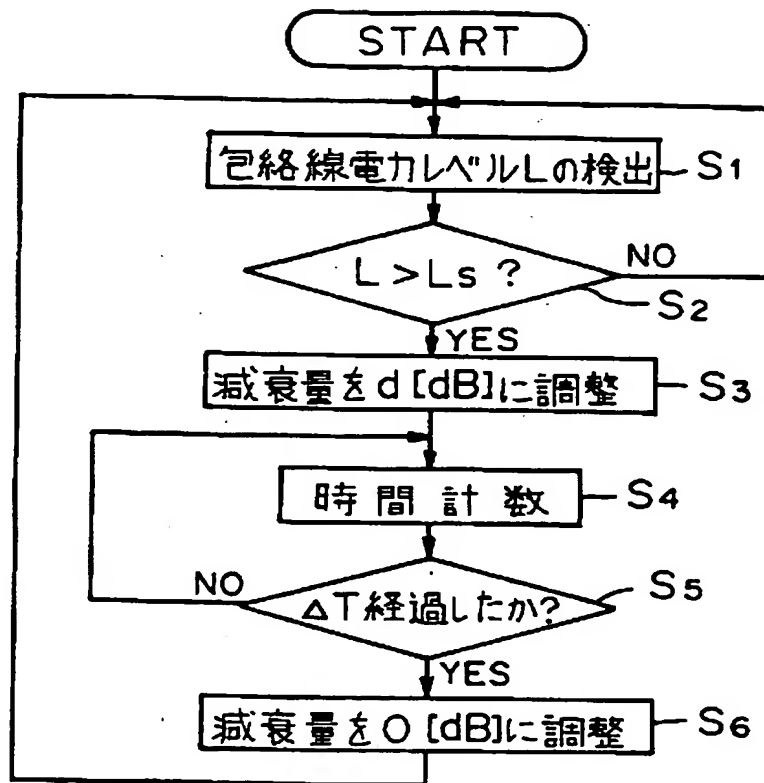 START
包絡線電力レベルLの検出
S1
L>Ls ?
NO
S2
YES
減衰量をd[dB]に調整
S3
時間計数
S4
NO
ΔT経過したか?
S5
YES
減衰量を0[dB]に調整
S6